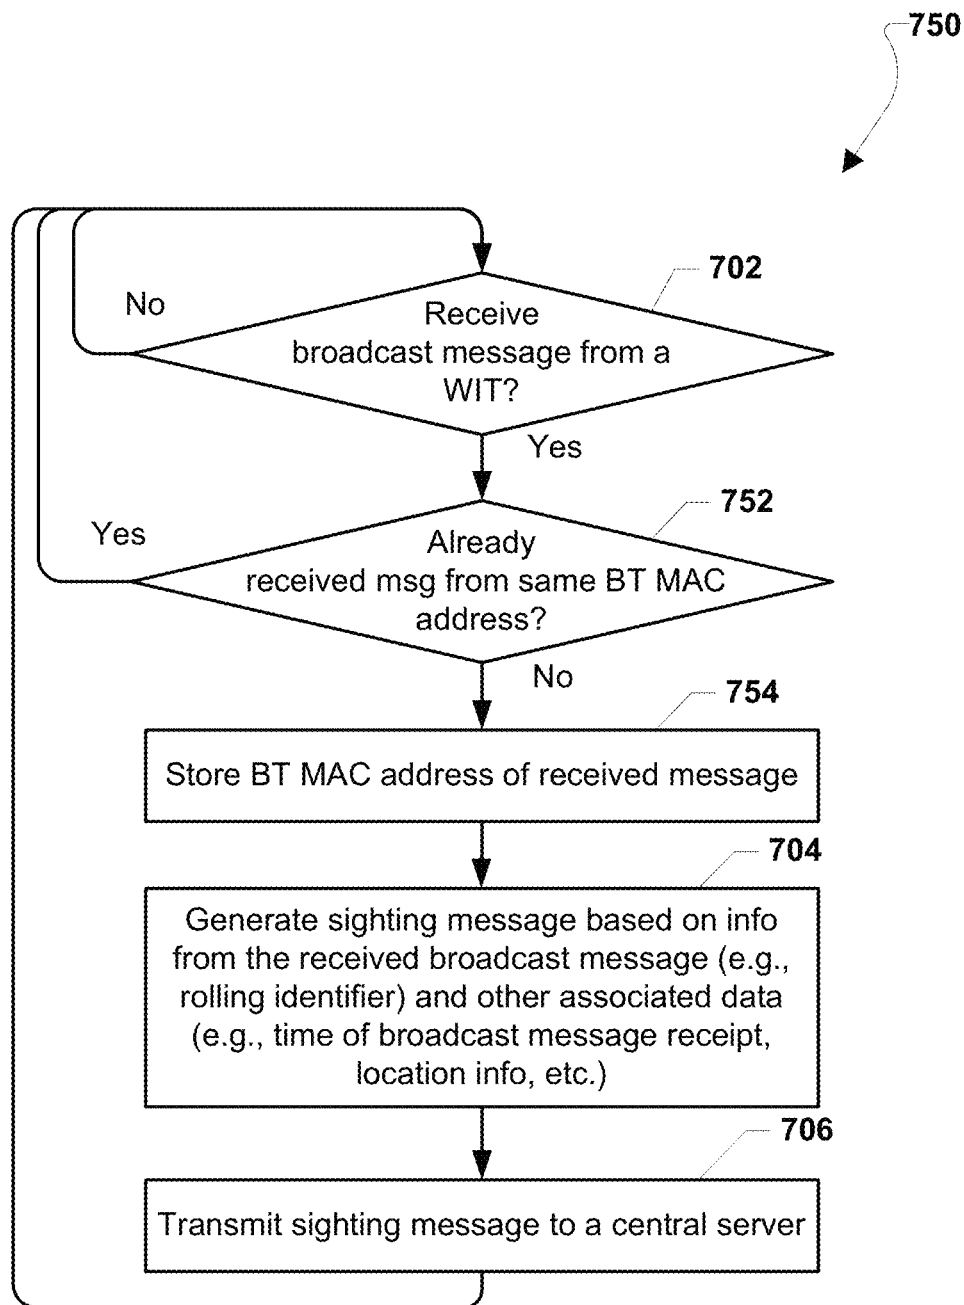 750
702
No
Receive
broadcast message from a
WIT?
Yes
752
Yes
Already
received msg from same BT MAC
address?
No
754
Store BT MAC address of received message
704
Generate sighting message based on info
from the received broadcast message (e.g.,
rolling identifier) and other associated data
(e.g., time of broadcast message receipt,
location info, etc.)
706
Transmit sighting message to a central server